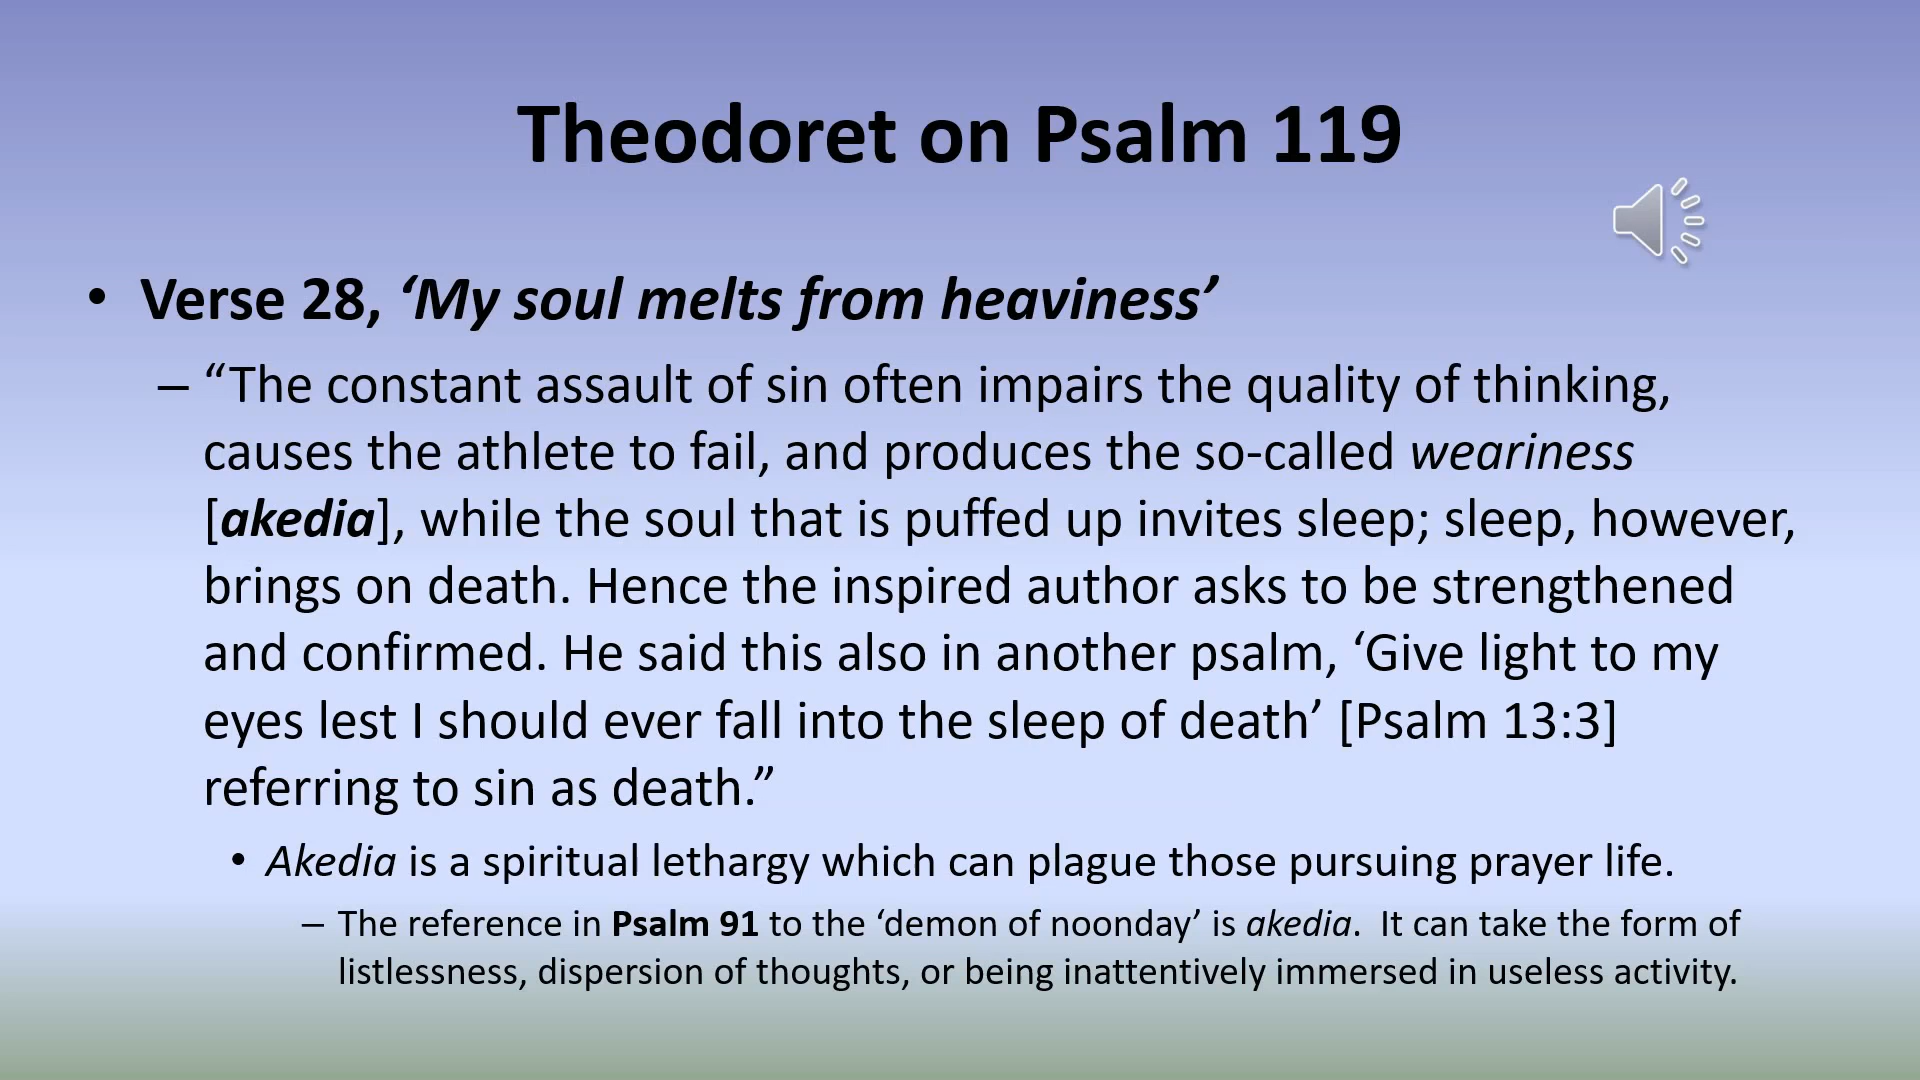 Theodoret on Psalm 119
• Verse 28, ‘My soul melts from heaviness’
– “The constant assault of sin often impairs the quality of thinking,
causes the athlete to fail, and produces the so-called weariness
[akedia], while the soul that is puffed up invites sleep; sleep, however,
brings on death. Hence the inspired author asks to be strengthened
and confirmed. He said this also in another psalm, ‘Give light to my
eyes lest I should ever fall into the sleep of death’ [Psalm 13:3]
referring to sin as death.”
• Akedia is a spiritual lethargy which can plague those pursuing prayer life.
– The reference in Psalm 91 to the ‘demon of noonday’ is akedia.  It can take the form of
listlessness, dispersion of thoughts, or being inattentively immersed in useless activity.